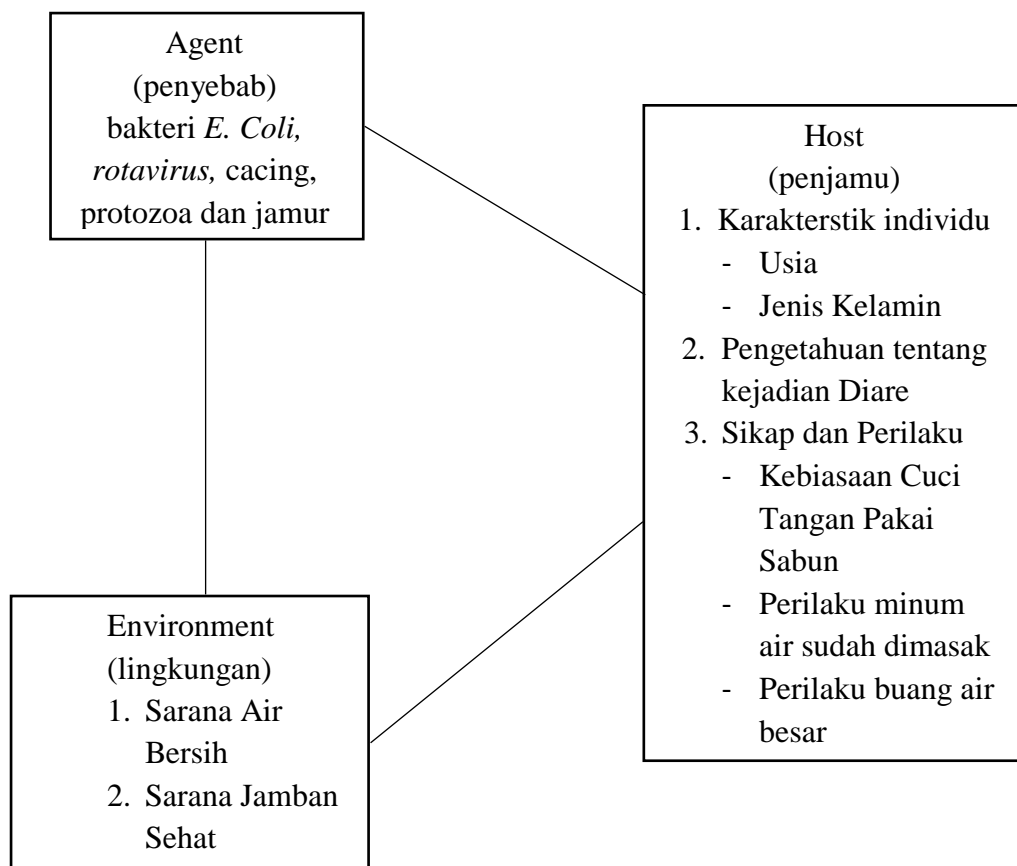 Agent
(penyebab)
bakteri E. Coli,
rotavirus, cacing,
protozoa dan jamur
Host
(penjamu)
1. Karakterstik individu
- Usia
- Jenis Kelamin
2. Pengetahuan tentang
kejadian Diare
3. Sikap dan Perilaku
- Kebiasaan Cuci
Tangan Pakai
Sabun
- Perilaku minum
air sudah dimasak
- Perilaku buang air
besar
Environment
(lingkungan)
1. Sarana Air
Bersih
2. Sarana Jamban
Sehat